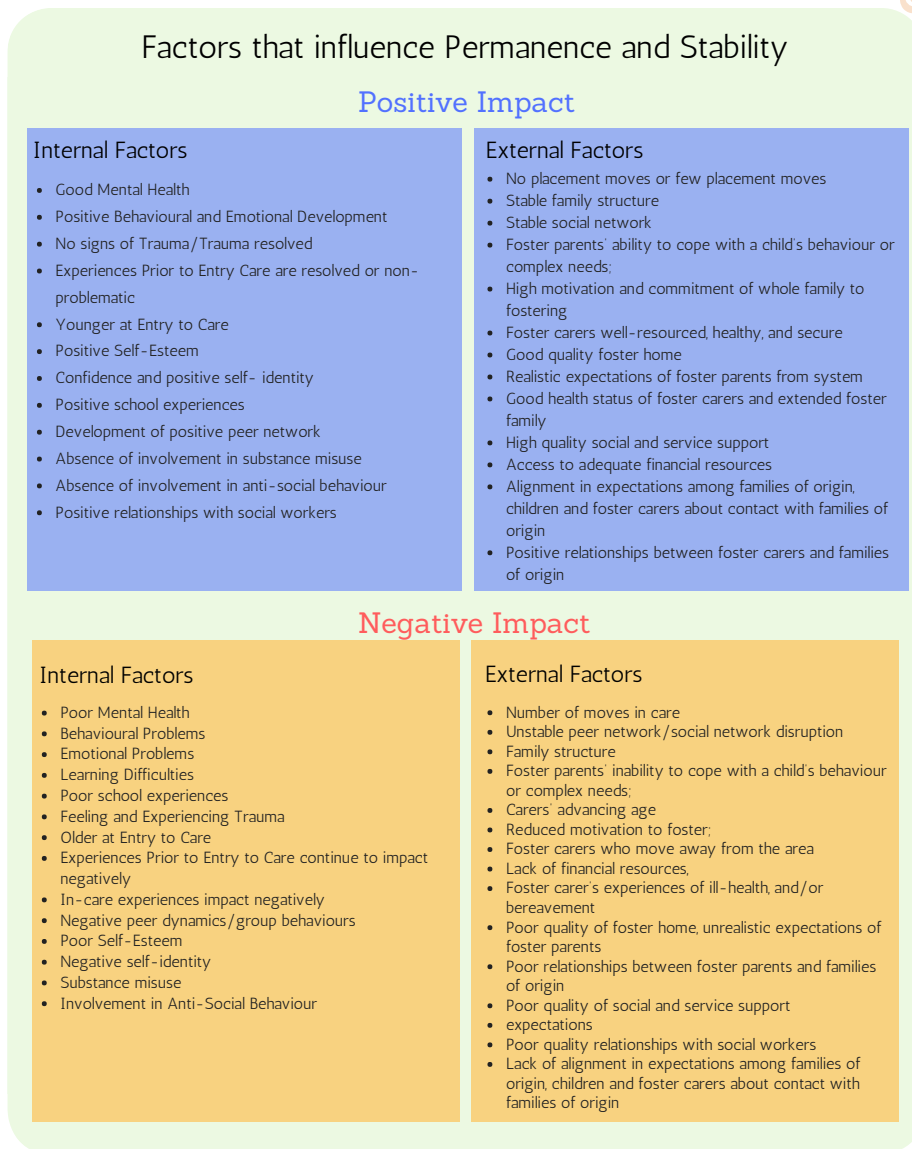 Factors that influence Permanence and Stability
Positive Impact
Internal Factors
• Good Mental Health
• Positive Behavioural and Emotional Development
• No signs of Trauma/Trauma resolved
• Experiences Prior to Entry Care are resolved or non-
problematic
• Younger at Entry to Care
• Positive Self-Esteem
• Confidence and positive self- identity
• Positive school experiences
• Development of positive peer network
• Absence of involvement in substance misuse
• Absence of involvement in anti-social behaviour
• Positive relationships with social workers
External Factors
• No placement moves or few placement moves
• Stable family structure
• Stable social network
• Foster parents' ability to cope with a child's behaviour or
complex needs;
• High motivation and commitment of whole family to
fostering
• Foster carers well-resourced, healthy, and secure
• Good quality foster home
• Realistic expectations of foster parents from system
• Good health status of foster carers and extended foster
family
• High quality social and service support
• Access to adequate financial resources
• Alignment in expectations among families of origin,
children and foster carers about contact with families of
origin
• Positive relationships between foster carers and families
of origin
Negative Impact
Internal Factors
• Poor Mental Health
• Behavioural Problems
• Emotional Problems
• Learning Difficulties
• Poor school experiences
• Feeling and Experiencing Trauma
• Older at Entry to Care
• Experiences Prior to Entry to Care continue to impact
negatively
• In-care experiences impact negatively
• Negative peer dynamics/group behaviours
• Poor Self-Esteem
• Negative self-identity
• Substance misuse
• Involvement in Anti-Social Behaviour
External Factors
• Number of moves in care
• Unstable peer network/social network disruption
• Family structure
• Foster parents' inability to cope with a child's behaviour
or complex needs;
• Carers' advancing age
• Reduced motivation to foster;
• Foster carers who move away from the area
• Lack of financial resources,
• Foster carer's experiences of ill-health, and/or
bereavement
• Poor quality of foster home, unrealistic expectations of
foster parents
• Poor relationships between foster parents and families
of origin
• Poor quality of social and service support
• expectations
• Poor quality relationships with social workers
• Lack of alignment in expectations among families of
origin, children and foster carers about contact with
families of origin